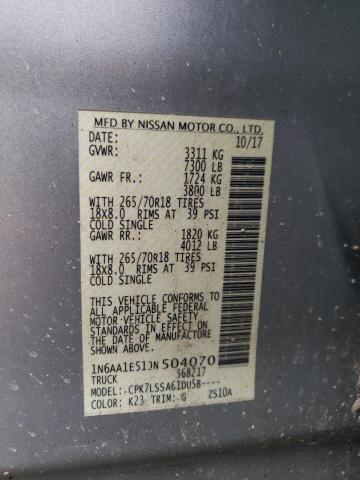 MFD BY NISSAN MOTOR CO., LTD.
DATE: 10/17
GVWR: 3311 KG
7300 LB
GAWR FR.: 1724 KG
3800 LB
WITH 265/70R18 TIRES
18x8.0 RIMS AT 39 PSI
COLD SINGLE
GAWR RR.: 1820 KG
4012 LB
WITH 265/70R18 TIRES
18x8.0 RIMS AT 39 PSI
COLD SINGLE
THIS VEHICLE CONFORMS TO
ALL APPLICABLE FEDERAL
MOTOR VEHICLE SAFETY
STANDARDS IN EFFECT ON
THE DATE OF MANUFACTURE
SHOWN ABOVE.
1N6AA1E513N504070
TRUCK 568217
MODEL: CPK7LSSA61DU5B----
COLOR: K23 TRIM: G ZS10A